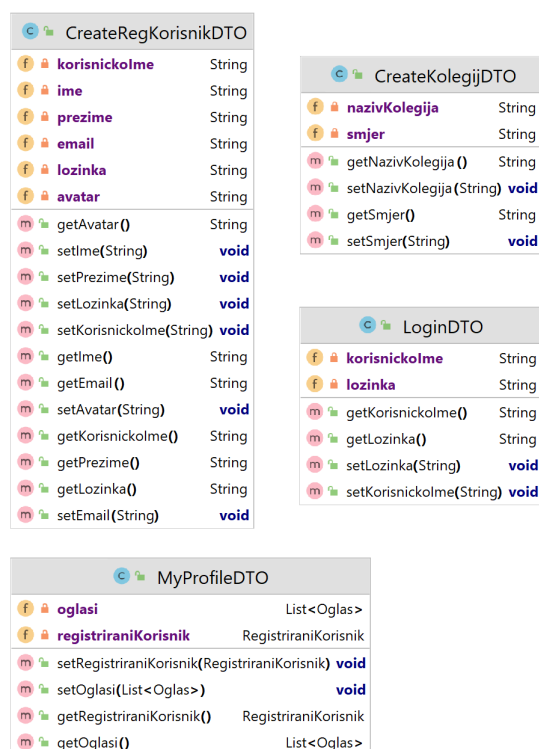 CreateRegKorisnikDTO
korisnickoIme String
ime String
prezime String
email String
lozinka String
avatar String
getAvatar() String
setIme(String) void
setPrezime(String) void
setLozinka(String) void
setKorisnickoIme(String) void
getIme() String
getEmail() String
setAvatar(String) void
getKorisnickoIme() String
getPrezime() String
getLozinka() String
setEmail(String) void
CreateKolegijDTO
nazivKolegija String
smjer String
getNazivKolegija() String
setNazivKolegija(String) void
getSmjer() String
setSmjer(String) void
LoginDTO
korisnickoIme String
lozinka String
getKorisnickoIme() String
getLozinka() String
setLozinka(String) void
setKorisnickoIme(String) void
MyProfileDTO
oglasi List<Oglas>
registriraniKorisnik RegistriraniKorisnik
setRegistriraniKorisnik(RegistriraniKorisnik) void
setOglasi(List<Oglas>) void
getRegistriraniKorisnik() RegistriraniKorisnik
getOglasi() List<Oglas>